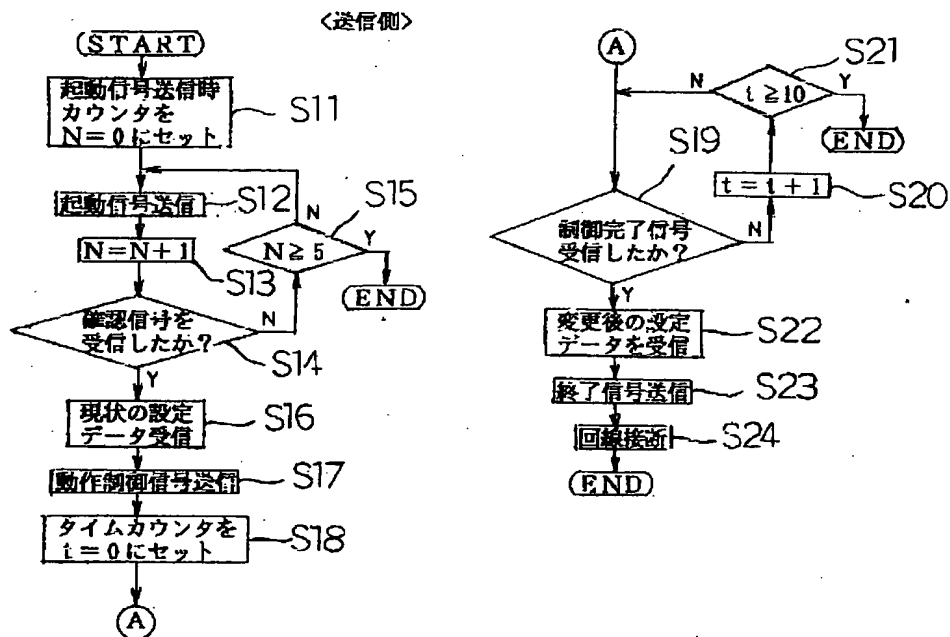 <送信側>
(START)
起動信号送信時
カウンタを
N=0にセット
S11
起動信号送信
S12
N=N+1
S13
確認信号を
受信したか?
S14
N
Y
N≧5
S15
N
Y
(END)
現状の設定
データ受信
S16
動作制御信号送信
S17
タイムカウンタを
t=0にセット
S18
A
A
t≧10
S21
N
Y
(END)
t=t+1
S20
制御完了信号
受信したか?
S19
N
Y
変更後の設定
データを受信
S22
終了信号送信
S23
回線接断
S24
(END)